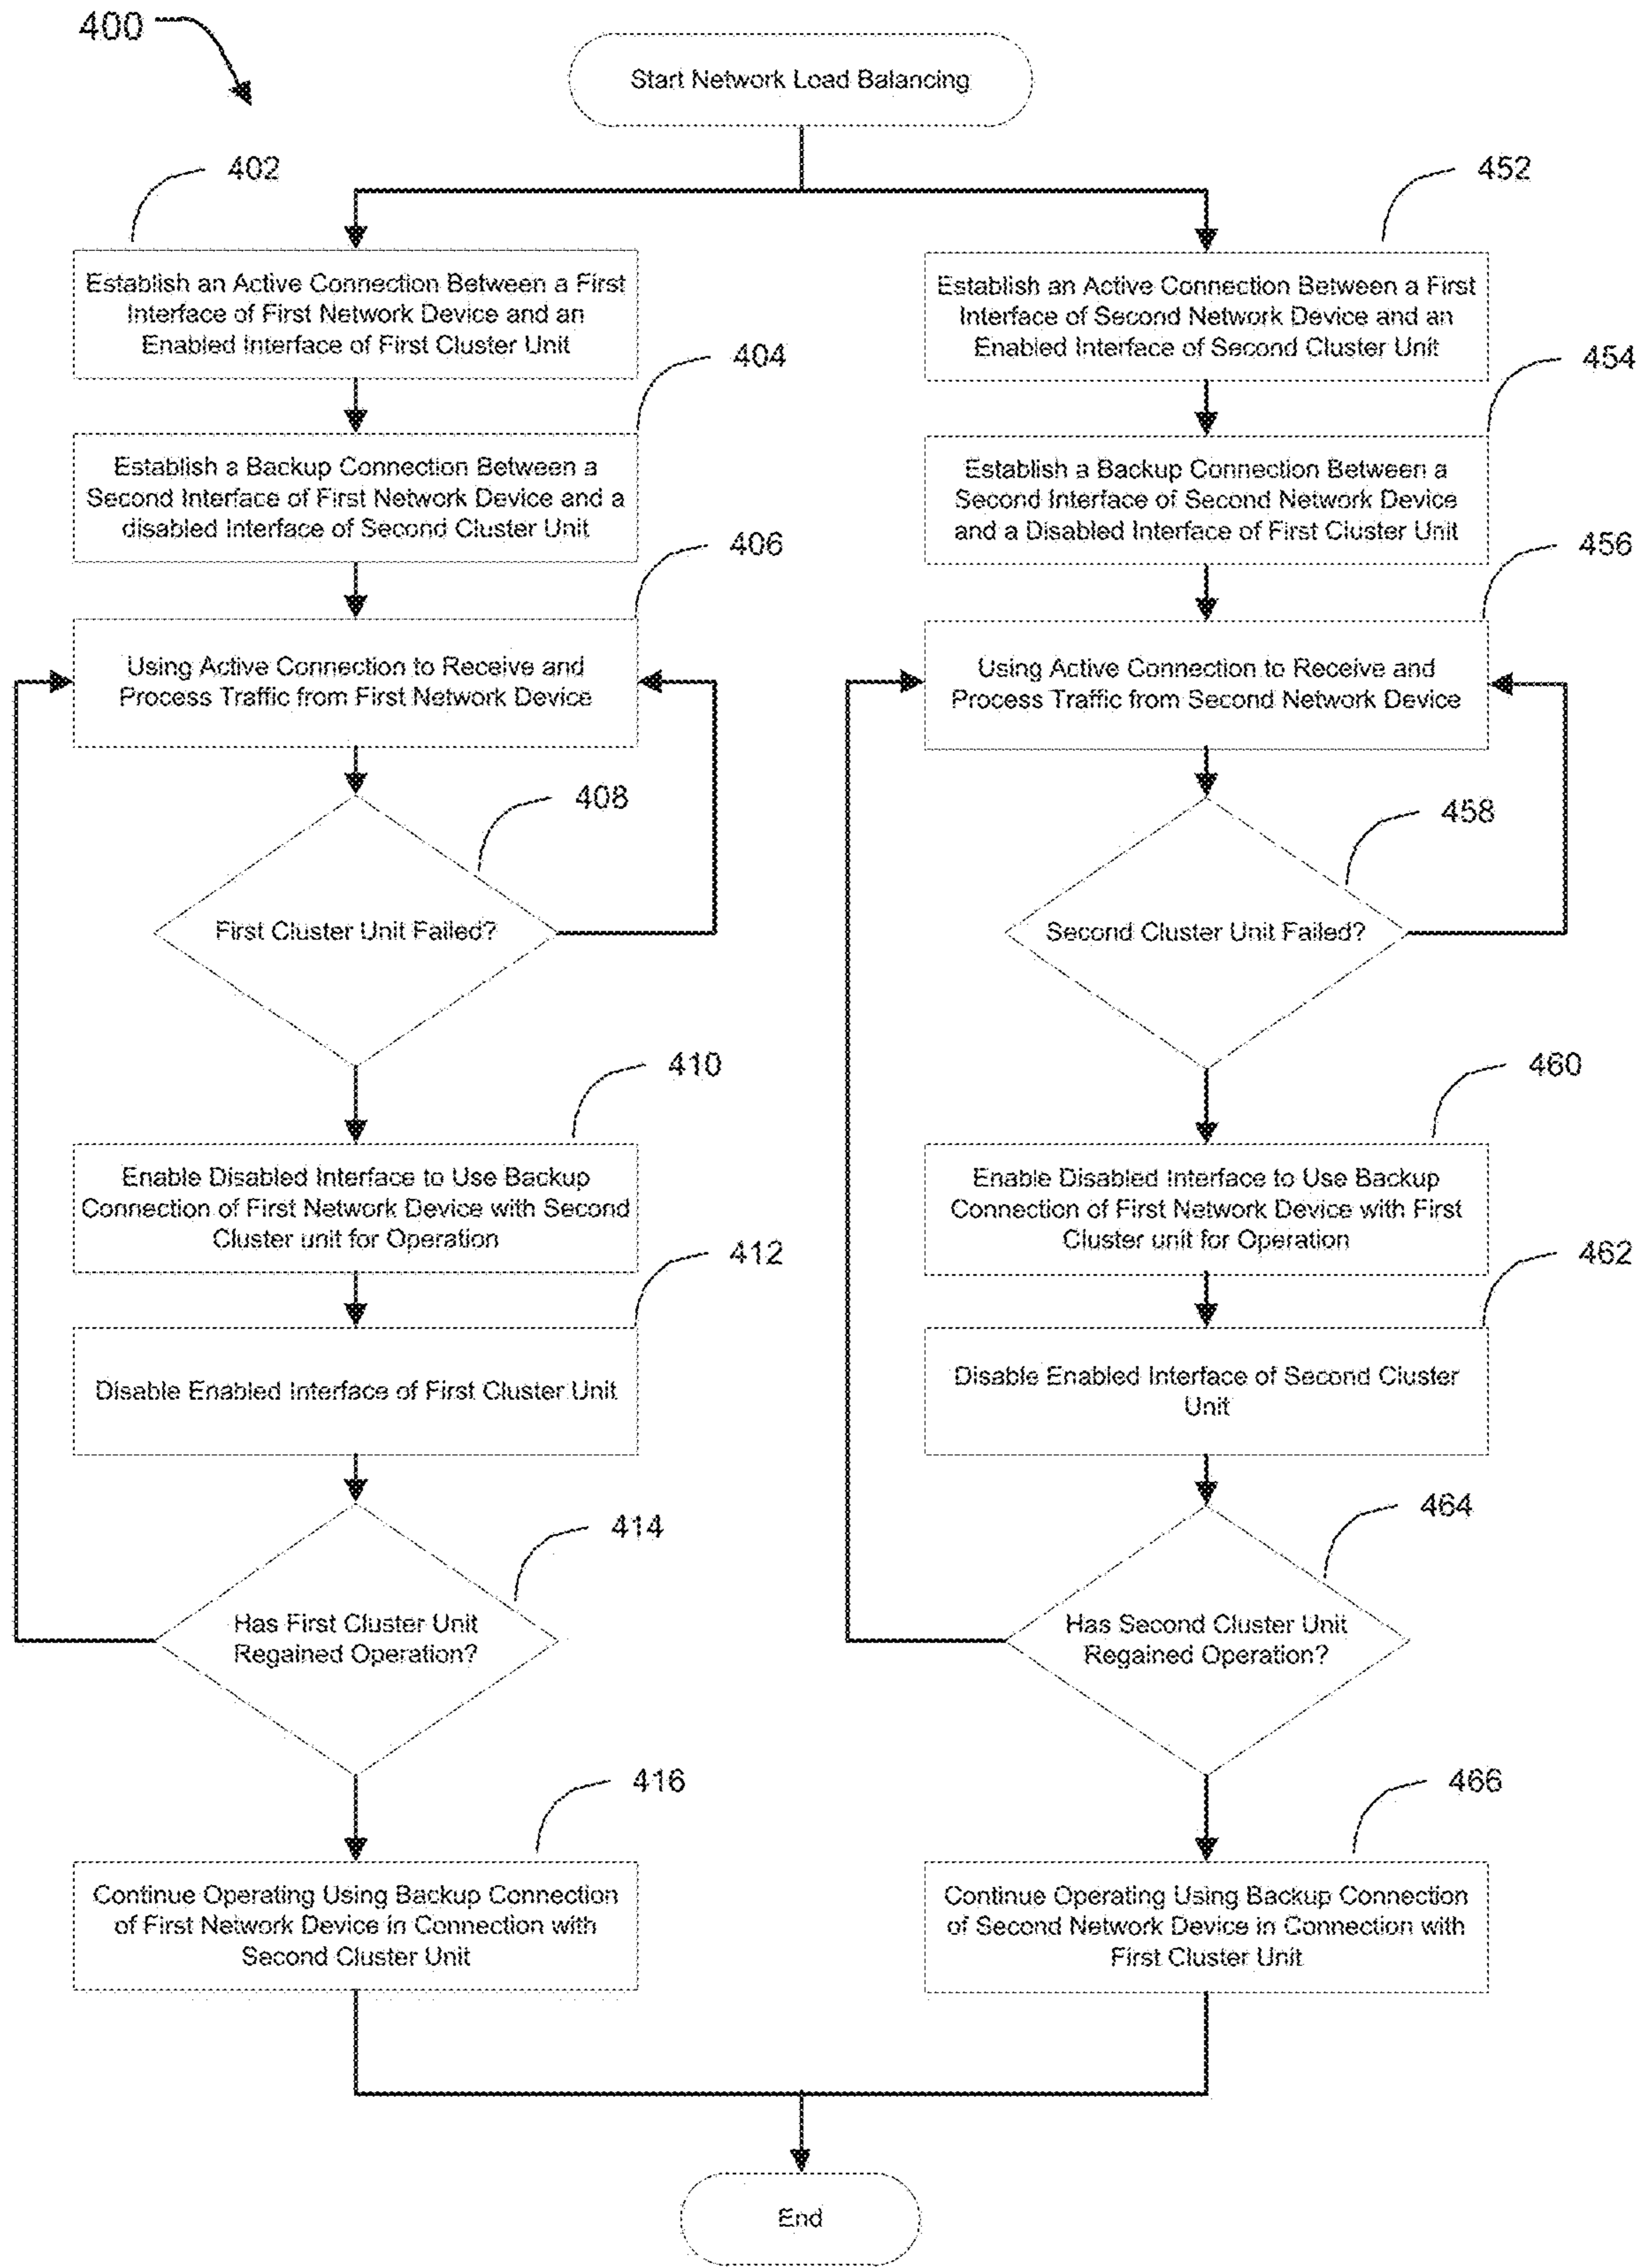 400
Start Network Load Balancing
402
Establish an Active Connection Between a First
Interface of First Network Device and an
Enabled Interface of First Cluster Unit
404
Establish a Backup Connection Between a
Second Interface of First Network Device and a
disabled Interface of Second Cluster Unit
406
Using Active Connection to Receive and
Process Traffic from First Network Device
408
First Cluster Unit Failed?
410
Enable Disabled Interface to Use Backup
Connection of First Network Device with Second
Cluster unit for Operation
412
Disable Enabled Interface of First Cluster Unit
414
Has First Cluster Unit
Regained Operation?
416
Continue Operating Using Backup Connection
of First Network Device in Connection with
Second Cluster Unit
452
Establish an Active Connection Between a First
Interface of Second Network Device and an
Enabled Interface of Second Cluster Unit
454
Establish a Backup Connection Between a
Second Interface of Second Network Device
and a Disabled Interface of First Cluster Unit
456
Using Active Connection to Receive and
Process Traffic from Second Network Device
458
Second Cluster Unit Failed?
460
Enable Disabled Interface to Use Backup
Connection of First Network Device with First
Cluster unit for Operation
462
Disable Enabled Interface of Second Cluster
Unit
464
Has Second Cluster Unit
Regained Operation?
466
Continue Operating Using Backup Connection
of Second Network Device in Connection with
First Cluster Unit
End